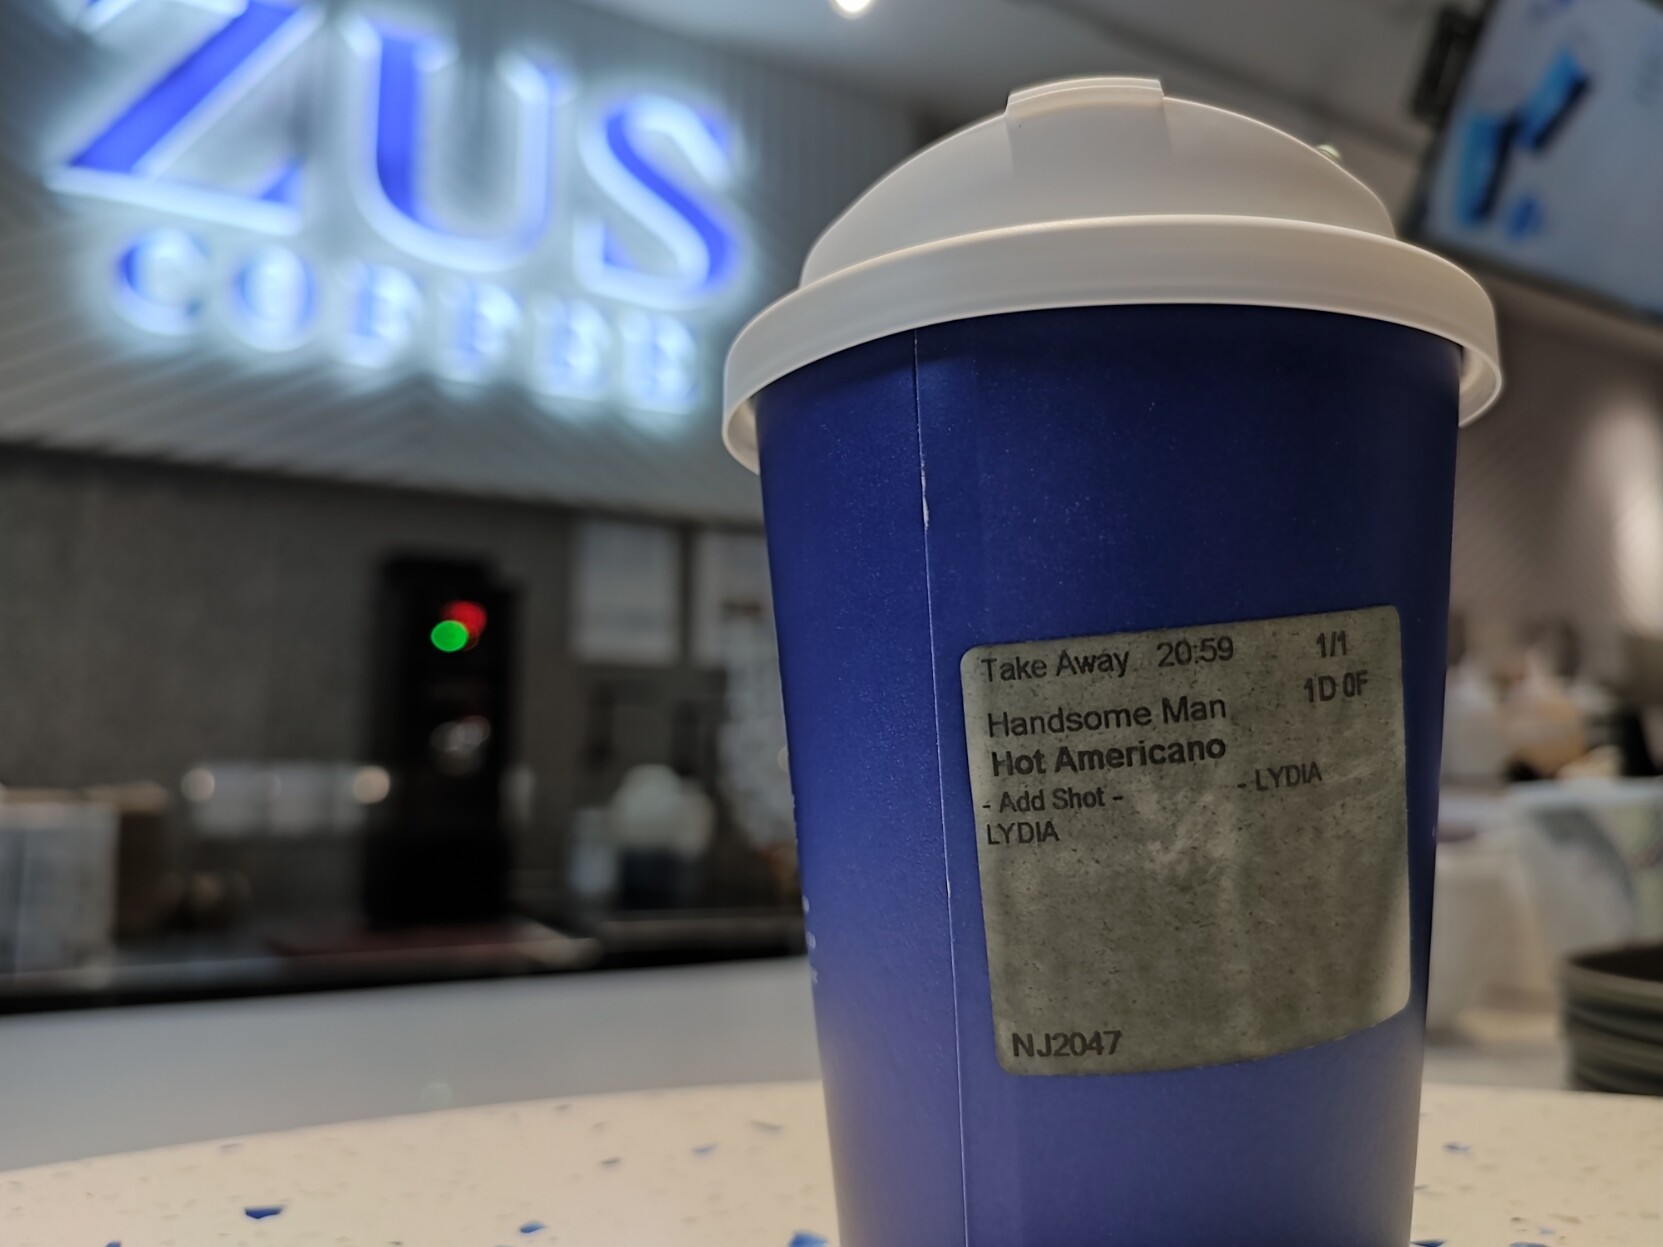 ZUS
COFFEE
Take Away 20:59 1/1
1D 0F
Handsome Man
Hot Americano
- LYDIA
- Add Shot -
LYDIA
NJ2047